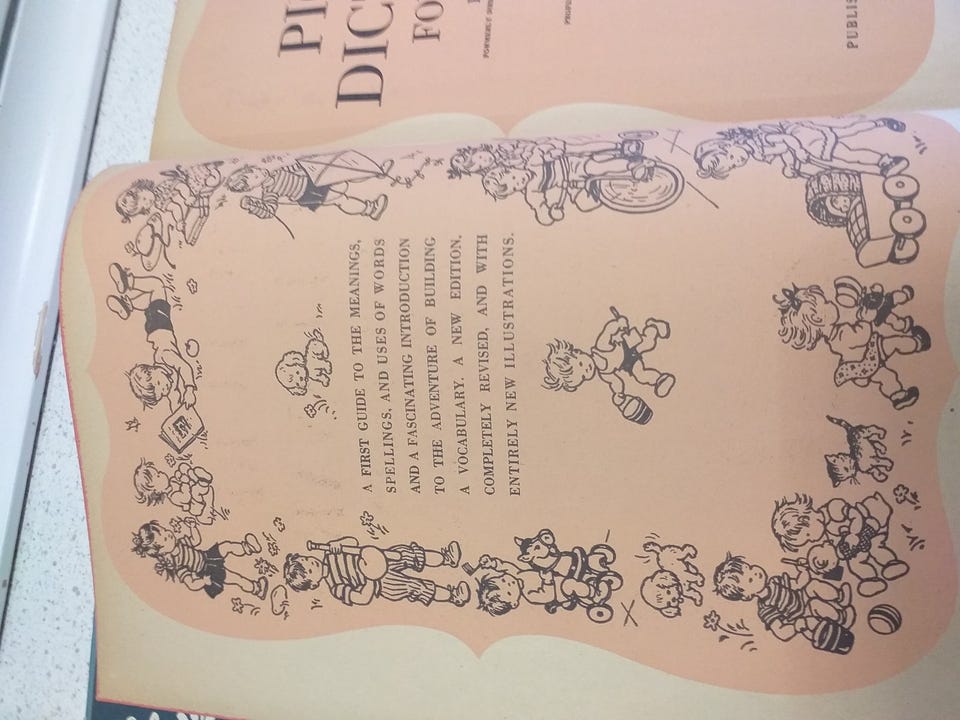 A FIRST GUIDE TO THE MEANINGS,
SPELLINGS, AND USES OF WORDS
AND A FASCINATING INTRODUCTION
TO THE ADVENTURE OF BUILDING
A VOCABULARY. A NEW EDITION,
COMPLETELY REVISED, AND WITH
ENTIRELY NEW ILLUSTRATIONS.